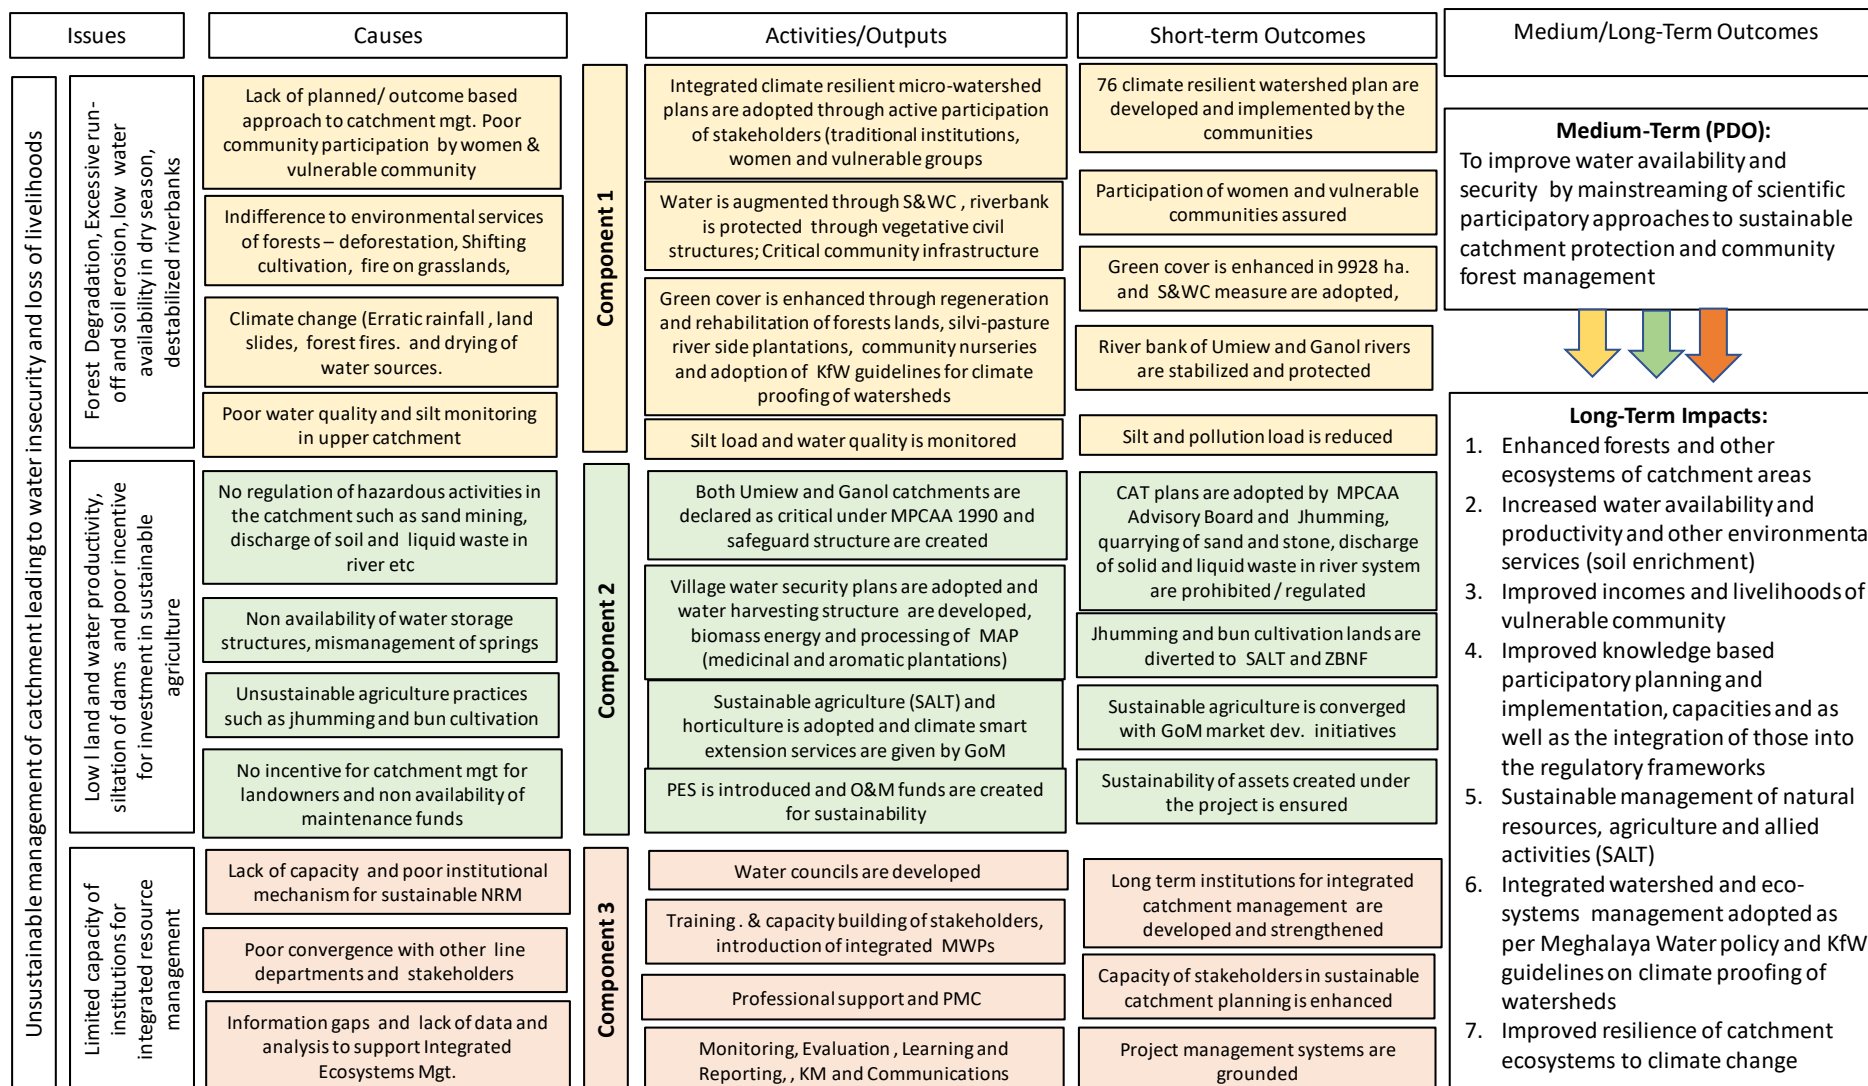 Issues
Causes
Activities/Outputs
Short-term Outcomes
Medium/Long-Term Outcomes
Unsustainable management of catchment leading to water insecurity and loss of livelihoods
Forest Degradation, Excessive run-
off and soil erosion, low water
availability in dry season,
destabilized riverbanks
Lack of planned/ outcome based
approach to catchment mgt. Poor
community participation by women &
vulnerable community
Indifference to environmental services
of forests – deforestation, Shifting
cultivation, fire on grasslands,
Climate change (Erratic rainfall , land
slides, forest fires. and drying of
water sources.
Poor water quality and silt monitoring
in upper catchment
Component 1
Integrated climate resilient micro-watershed
plans are adopted through active participation
of stakeholders (traditional institutions,
women and vulnerable groups
Water is augmented through S&WC , riverbank
is protected through vegetative civil
structures; Critical community infrastructure
Green cover is enhanced through regeneration
and rehabilitation of forests lands, silvi-pasture
river side plantations, community nurseries
and adoption of KfW guidelines for climate
proofing of watersheds
Silt load and water quality is monitored
76 climate resilient watershed plan are
developed and implemented by the
communities
Participation of women and vulnerable
communities assured
Green cover is enhanced in 9928 ha.
and S&WC measure are adopted,
River bank of Umiew and Ganol rivers
are stabilized and protected
Silt and pollution load is reduced
Low l land and water productivity,
siltation of dams and poor incentive
for investment in sustainable
agriculture
No regulation of hazardous activities in
the catchment such as sand mining,
discharge of soil and liquid waste in
river etc
Non availability of water storage
structures, mismanagement of springs
Unsustainable agriculture practices
such as jhumming and bun cultivation
No incentive for catchment mgt for
landowners and non availability of
maintenance funds
Component 2
Both Umiew and Ganol catchments are
declared as critical under MPCAA 1990 and
safeguard structure are created
Village water security plans are adopted and
water harvesting structure are developed,
biomass energy and processing of MAP
(medicinal and aromatic plantations)
Sustainable agriculture (SALT) and
horticulture is adopted and climate smart
extension services are given by GoM
PES is introduced and O&M funds are created
for sustainability
CAT plans are adopted by MPCAA
Advisory Board and Jhumming,
quarrying of sand and stone, discharge
of solid and liquid waste in river system
are prohibited / regulated
Jhumming and bun cultivation lands are
diverted to SALT and ZBNF
Sustainable agriculture is converged
with GoM market dev. initiatives
Sustainability of assets created under
the project is ensured
Limited capacity of
institutions for
integrated resource
management
Lack of capacity and poor institutional
mechanism for sustainable NRM
Poor convergence with other line
departments and stakeholders
Information gaps and lack of data and
analysis to support Integrated
Ecosystems Mgt.
Component 3
Water councils are developed
Training . & capacity building of stakeholders,
introduction of integrated MWPs
Professional support and PMC
Monitoring, Evaluation , Learning and
Reporting, , KM and Communications
Long term institutions for integrated
catchment management are
developed and strengthened
Capacity of stakeholders in sustainable
catchment planning is enhanced
Project management systems are
grounded
Medium-Term (PDO):
To improve water availability and
security by mainstreaming of scientific
participatory approaches to sustainable
catchment protection and community
forest management
Long-Term Impacts:
1. Enhanced forests and other
ecosystems of catchment areas
2. Increased water availability and
productivity and other environmenta
services (soil enrichment)
3. Improved incomes and livelihoods of
vulnerable community
4. Improved knowledge based
participatory planning and
implementation, capacities and as
well as the integration of those into
the regulatory frameworks
5. Sustainable management of natural
resources, agriculture and allied
activities (SALT)
6. Integrated watershed and eco-
systems management adopted as
per Meghalaya Water policy and KfW
guidelines on climate proofing of
watersheds
7. Improved resilience of catchment
ecosystems to climate change